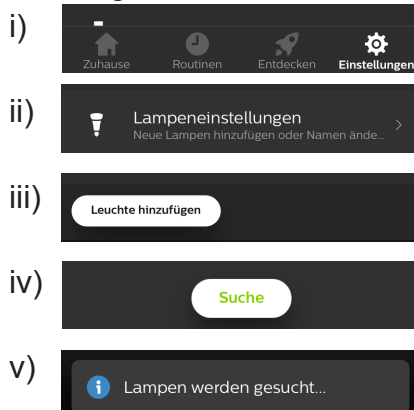 i)
Zuhause Routinen Entdecken Einstellungen
ii)
Lampeneinstellungen
Neue Lampen hinzufügen oder Namen ände...
iii)
Leuchte hinzufügen
iv)
Suche
v)
Lampen werden gesucht...